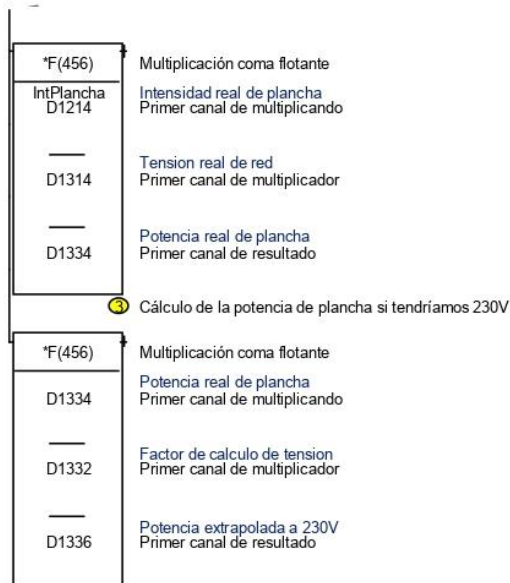 *F(456) Multiplicación coma flotante
IntPlancha Intensidad real de plancha
D1214 Primer canal de multiplicando
Tension real de red
D1314 Primer canal de multiplicador
Potencia real de plancha
D1334 Primer canal de resultado
3 Cálculo de la potencia de plancha si tendríamos 230V
*F(456) Multiplicación coma flotante
Potencia real de plancha
D1334 Primer canal de multiplicando
Factor de calculo de tension
D1332 Primer canal de multiplicador
Potencia extrapolada a 230V
D1336 Primer canal de resultado